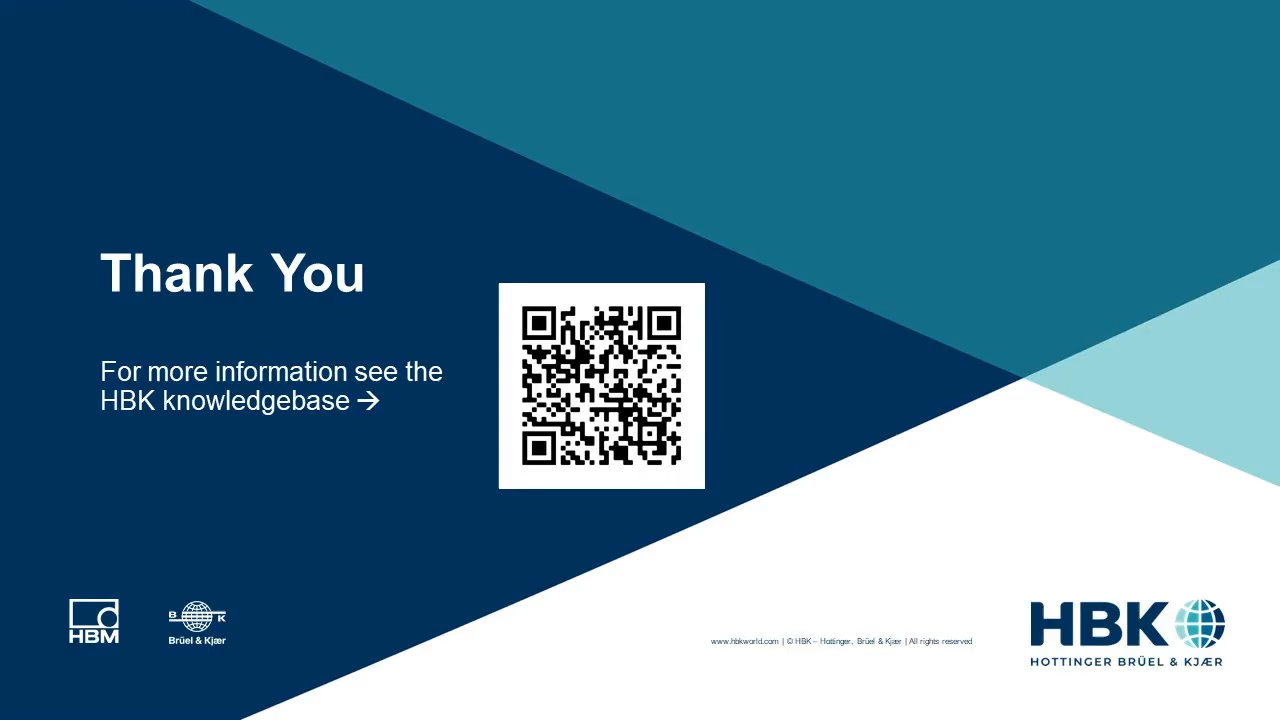 Thank You
For more information see the
HBK knowledgebase →
HBM
B K
Brüel & Kjær
www.hbkworld.com | © HBK – Hottinger, Brüel & Kjær | All rights reserved
HBK
HOTTINGER BRÜEL & KJÆR